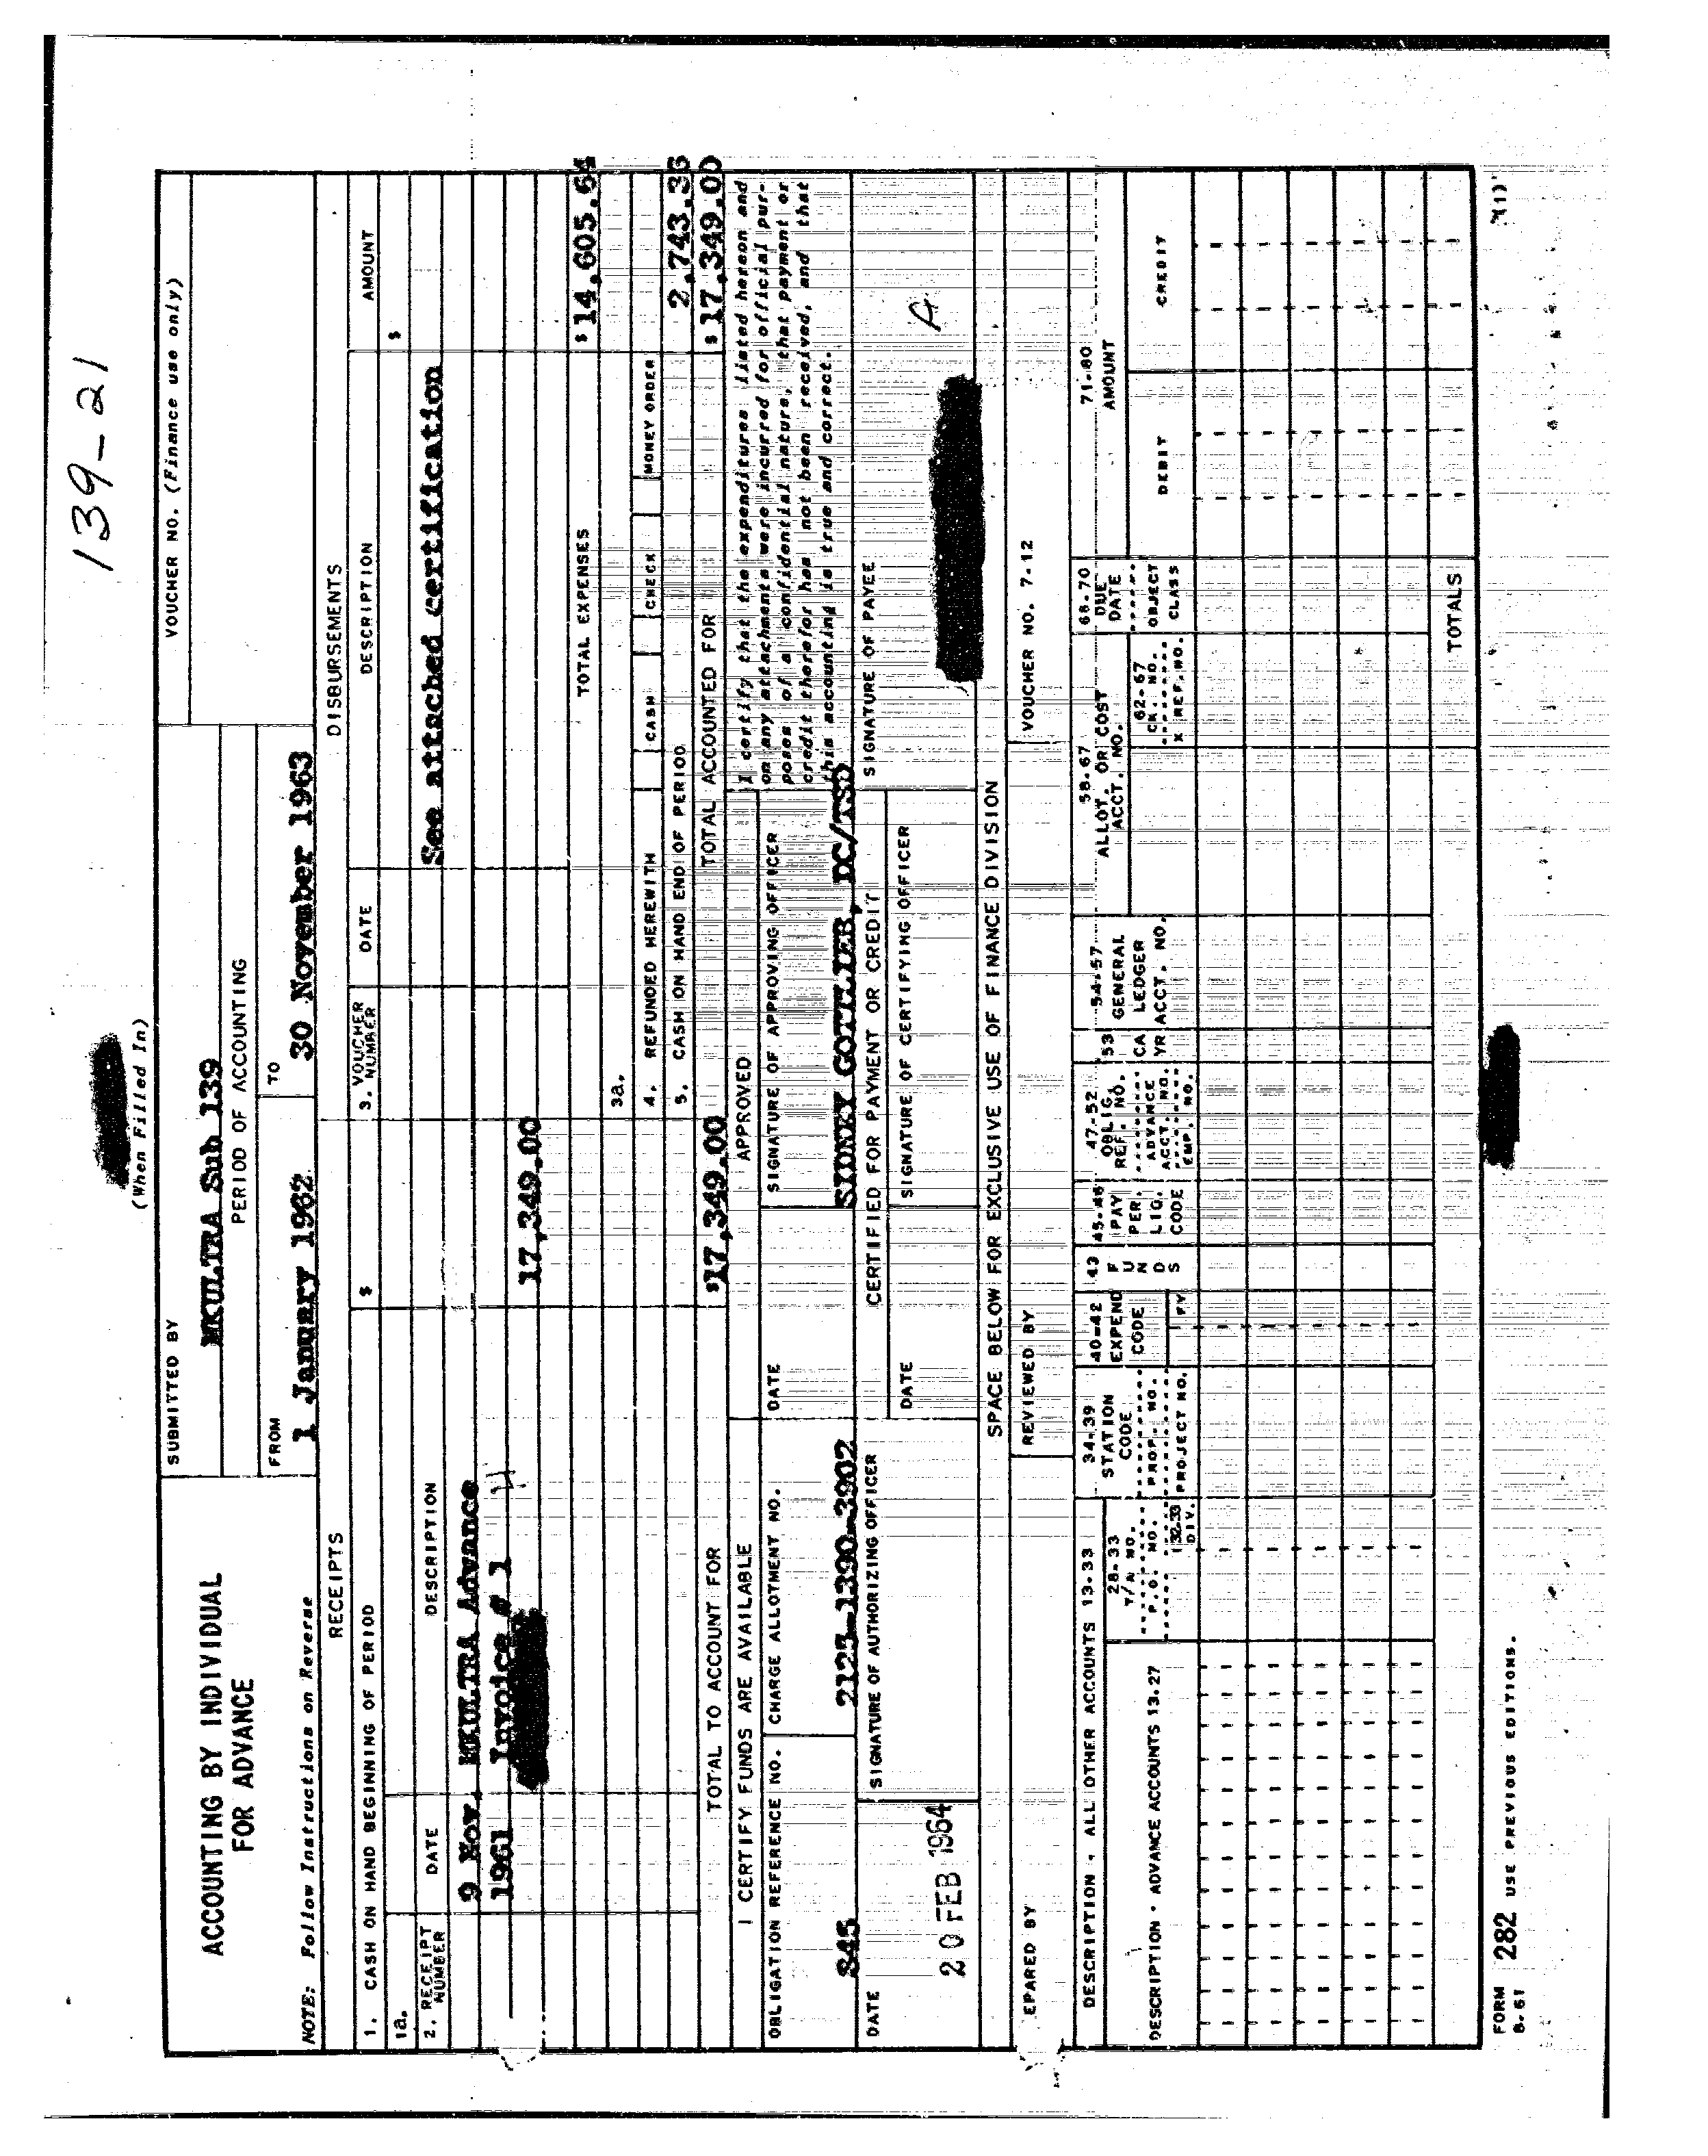 139-21
(When Filled In)
ACCOUNTING BY INDIVIDUAL
FOR ADVANCE
NOTE: Follow Instructions on Reverse
SUBMITTED BY
MKULTRA Sub 139
PERIOD OF ACCOUNTING
FROM
1 January 1962
TO
30 November 1963
VOUCHER NO. (Finance use only)
RECEIPTS
DISBURSEMENTS
1. CASH ON HAND BEGINNING OF PERIOD
$
1a.
2. RECEIPT NUMBER
DATE
DESCRIPTION
9 Nov. MKULTRA Advance
1961 Invoice # 1
17,349.00
3. VOUCHER NUMBER
DATE
DESCRIPTION
AMOUNT
$
See attached certification
TOTAL EXPENSES
$14,605.64
3a.
4. REFUNDED HEREWITH
CASH
CHECK
MONEY ORDER
5. CASH ON HAND END OF PERIOD
2,743.36
TOTAL TO ACCOUNT FOR
$17,349.00
TOTAL ACCOUNTED FOR
$17,349.00
I CERTIFY FUNDS ARE AVAILABLE
APPROVED
I certify that the expenditures listed hereon and
on any attachments were incurred for official pur-
poses of a confidential nature, that payment or
credit therefor has not been received, and that
this accounting is true and correct.
OBLIGATION REFERENCE NO.
845
CHARGE ALLOTMENT NO.
2125-1390-3902
DATE
SIGNATURE OF APPROVING OFFICER
SIDNEY GOTTLIEB, DC/TSD
DATE
20 FEB 1964
SIGNATURE OF AUTHORIZING OFFICER
CERTIFIED FOR PAYMENT OR CREDIT
DATE
SIGNATURE OF CERTIFYING OFFICER
SIGNATURE OF PAYEE
A
SPACE BELOW FOR EXCLUSIVE USE OF FINANCE DIVISION
EPARED BY
REVIEWED BY
VOUCHER NO. 7-12
DESCRIPTION - ALL OTHER ACCOUNTS 13-33
DESCRIPTION - ADVANCE ACCOUNTS 13-27
28-33
T/A NO.
P.O. NO.
32-33
DIV.
34-39
STATION
CODE
PROP. NO.
PROJECT NO.
40-42
EXPEND
CODE
FY
43
FUNDS
45-46
PAY
PER.
LIQ.
CODE
47-52
OBLIG.
REF. NO.
ADVANCE
ACCT. NO.
EMP. NO.
53
CA
YR
54-57
GENERAL
LEDGER
ACCT. NO.
58-67
ALLOT. OR COST
ACCT. NO.
62-67
CK. NO.
X REF. NO.
68-70
DUE
DATE
OBJECT
CLASS
71-80
AMOUNT
DEBIT
CREDIT
TOTALS
FORM
8-61
282 USE PREVIOUS EDITIONS.